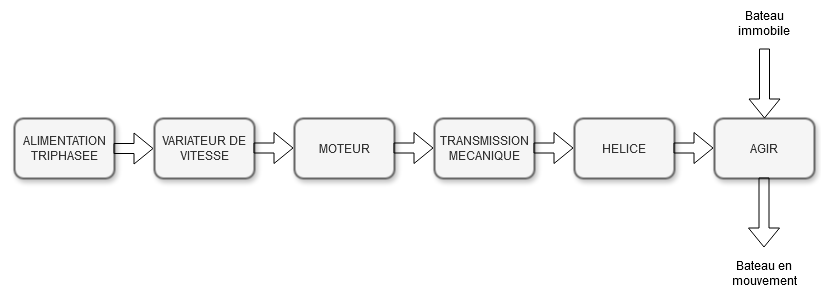 Bateau
immobile
ALIMENTATION
TRIPHASEE
VARIATEUR DE
VITESSE
MOTEUR
TRANSMISSION
MECANIQUE
HELICE
AGIR
Bateau en
mouvement